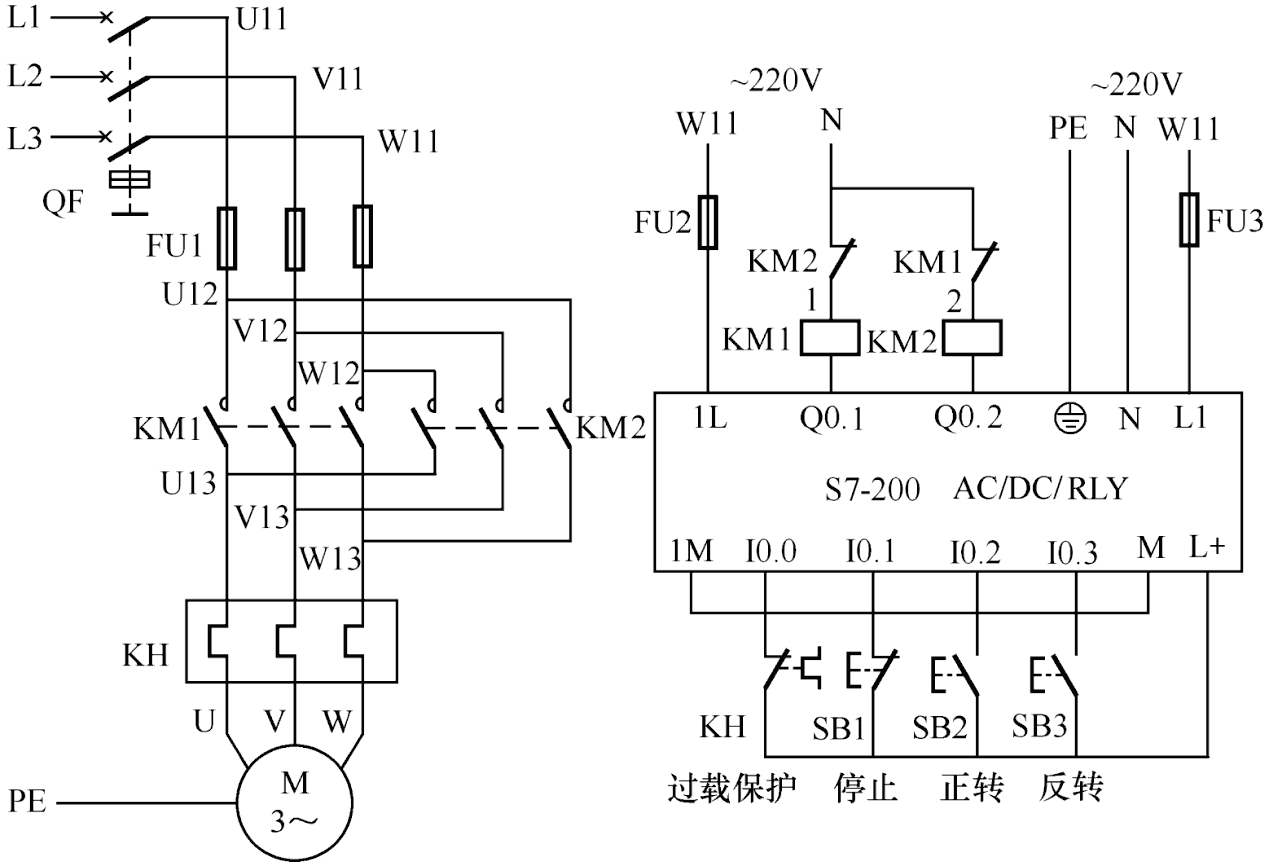 L1
U11
L2
V11
L3
W11
QF
FU1
U12
V12
W12
KM1
KM2
U13
V13
W13
KH
U V W
M
3～
PE
~220V
~220V
W11 N PE N W11
FU2 FU3
KM2 KM1
1 2
KM1 KM2
1L Q0.1 Q0.2 N L1
S7-200 AC/DC/RLY
1M I0.0 I0.1 I0.2 I0.3 M L+
KH SB1 SB2 SB3
过载保护 停止 正转 反转